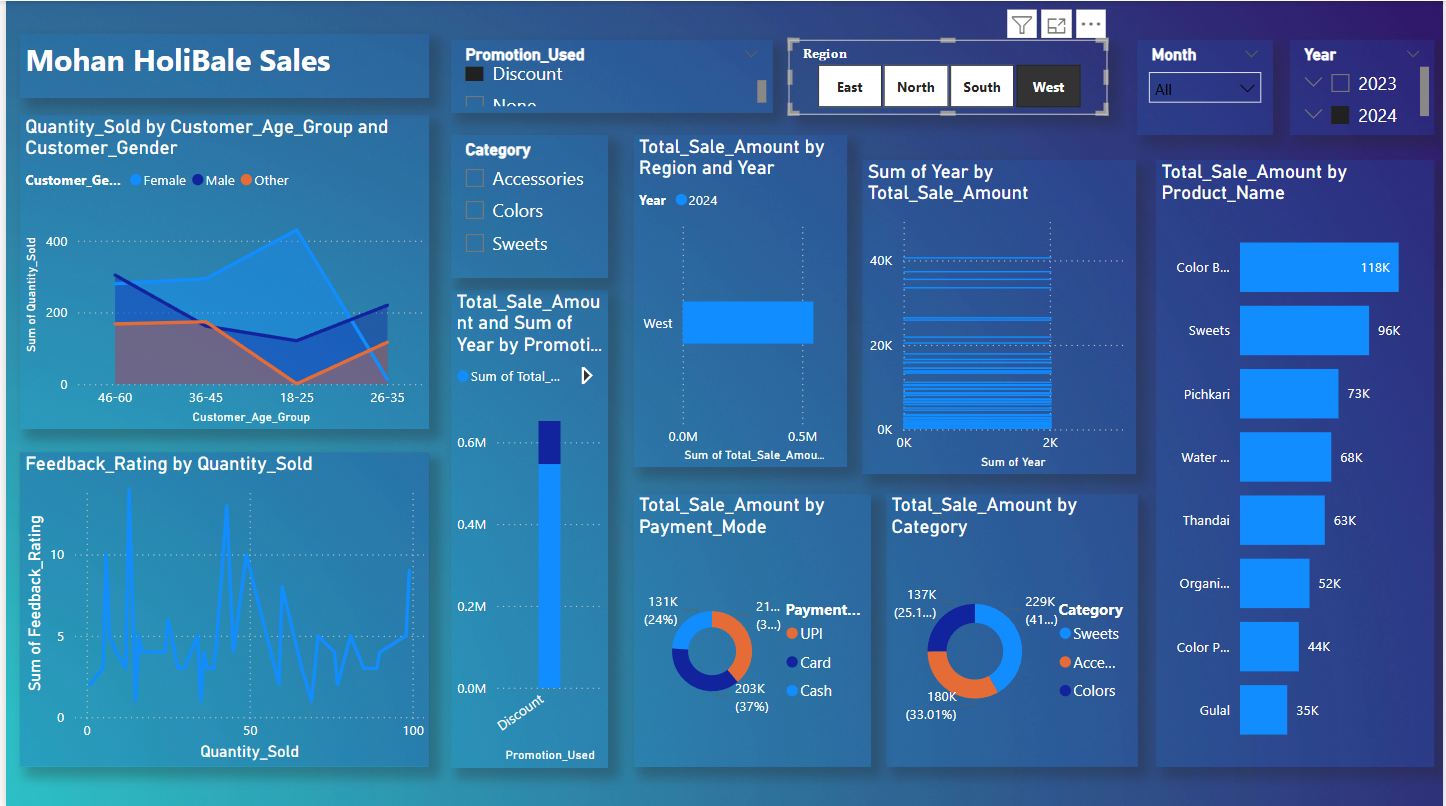 Mohan HoliBale Sales
Promotion_Used
Discount
None
Region
East
North
South
West
Month
All
Year
2023
2024
Quantity_Sold by Customer_Age_Group and
Customer_Gender
Customer_Ge...
Female
Male
Other
Sum of Quantity_Sold
400
200
0
46-60
36-45
18-25
26-35
Customer_Age_Group
Category
Accessories
Colors
Sweets
Total_Sale_Amount by
Region and Year
Year
2024
West
0.0M
0.5M
Sum of Total_Sale_Amou...
Sum of Year by
Total_Sale_Amount
40K
20K
0K
0K
2K
Sum of Year
Total_Sale_Amount by
Product_Name
Color B...
118K
Sweets
96K
Pichkari
73K
Water ...
68K
Thandai
63K
Organi...
52K
Color P...
44K
Gulal
35K
Total_Sale_Amou
nt and Sum of
Year by Promoti...
Sum of Total_...
0.6M
0.4M
0.2M
0.0M
Discount
Promotion_Used
Feedback_Rating by Quantity_Sold
Sum of Feedback_Rating
10
5
0
0
50
100
Quantity_Sold
Total_Sale_Amount by
Payment_Mode
131K
(24%)
21...
(3...)
203K
(37%)
Payment...
UPI
Card
Cash
Total_Sale_Amount by
Category
137K
(25.1...)
229K
(41...)
180K
(33.01%)
Category
Sweets
Acce...
Colors